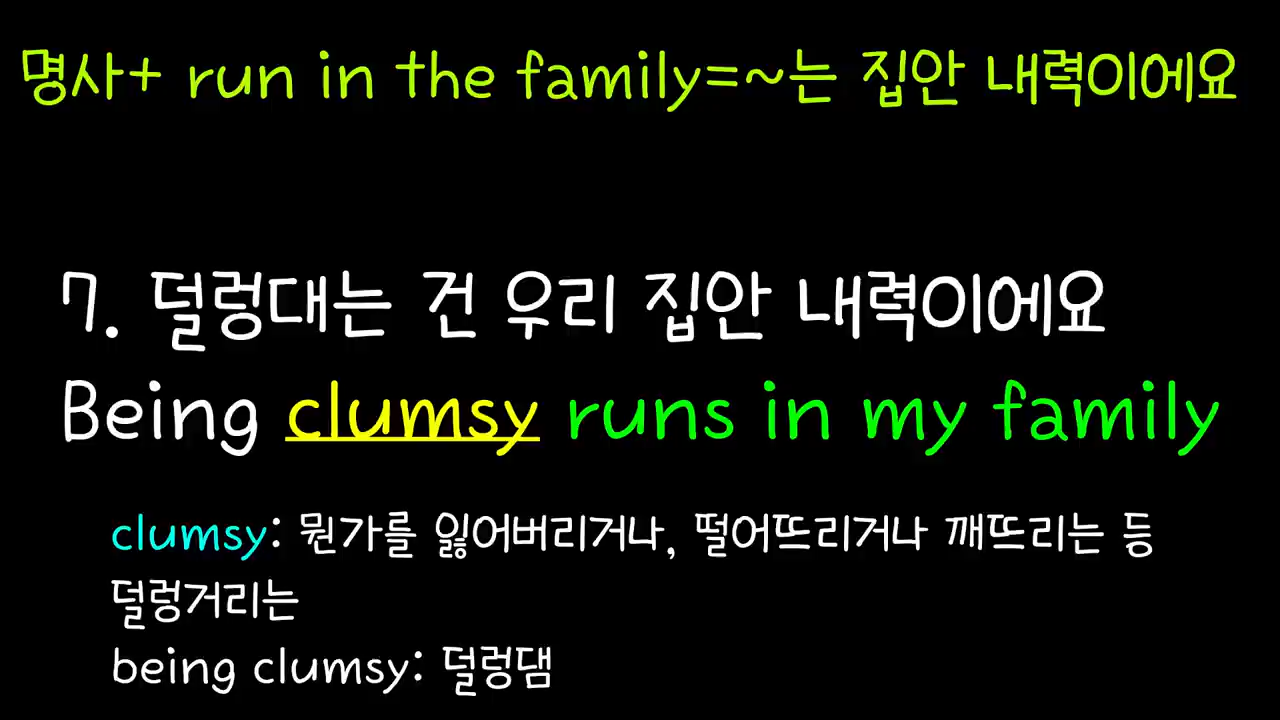 명사+ run in the family=~는 집안 내력이에요
7. 덜렁대는 건 우리 집안 내력이에요
Being clumsy runs in my family
clumsy: 뭔가를 잃어버리거나, 떨어뜨리거나 깨뜨리는 등
덜렁거리는
being clumsy: 덜렁댐